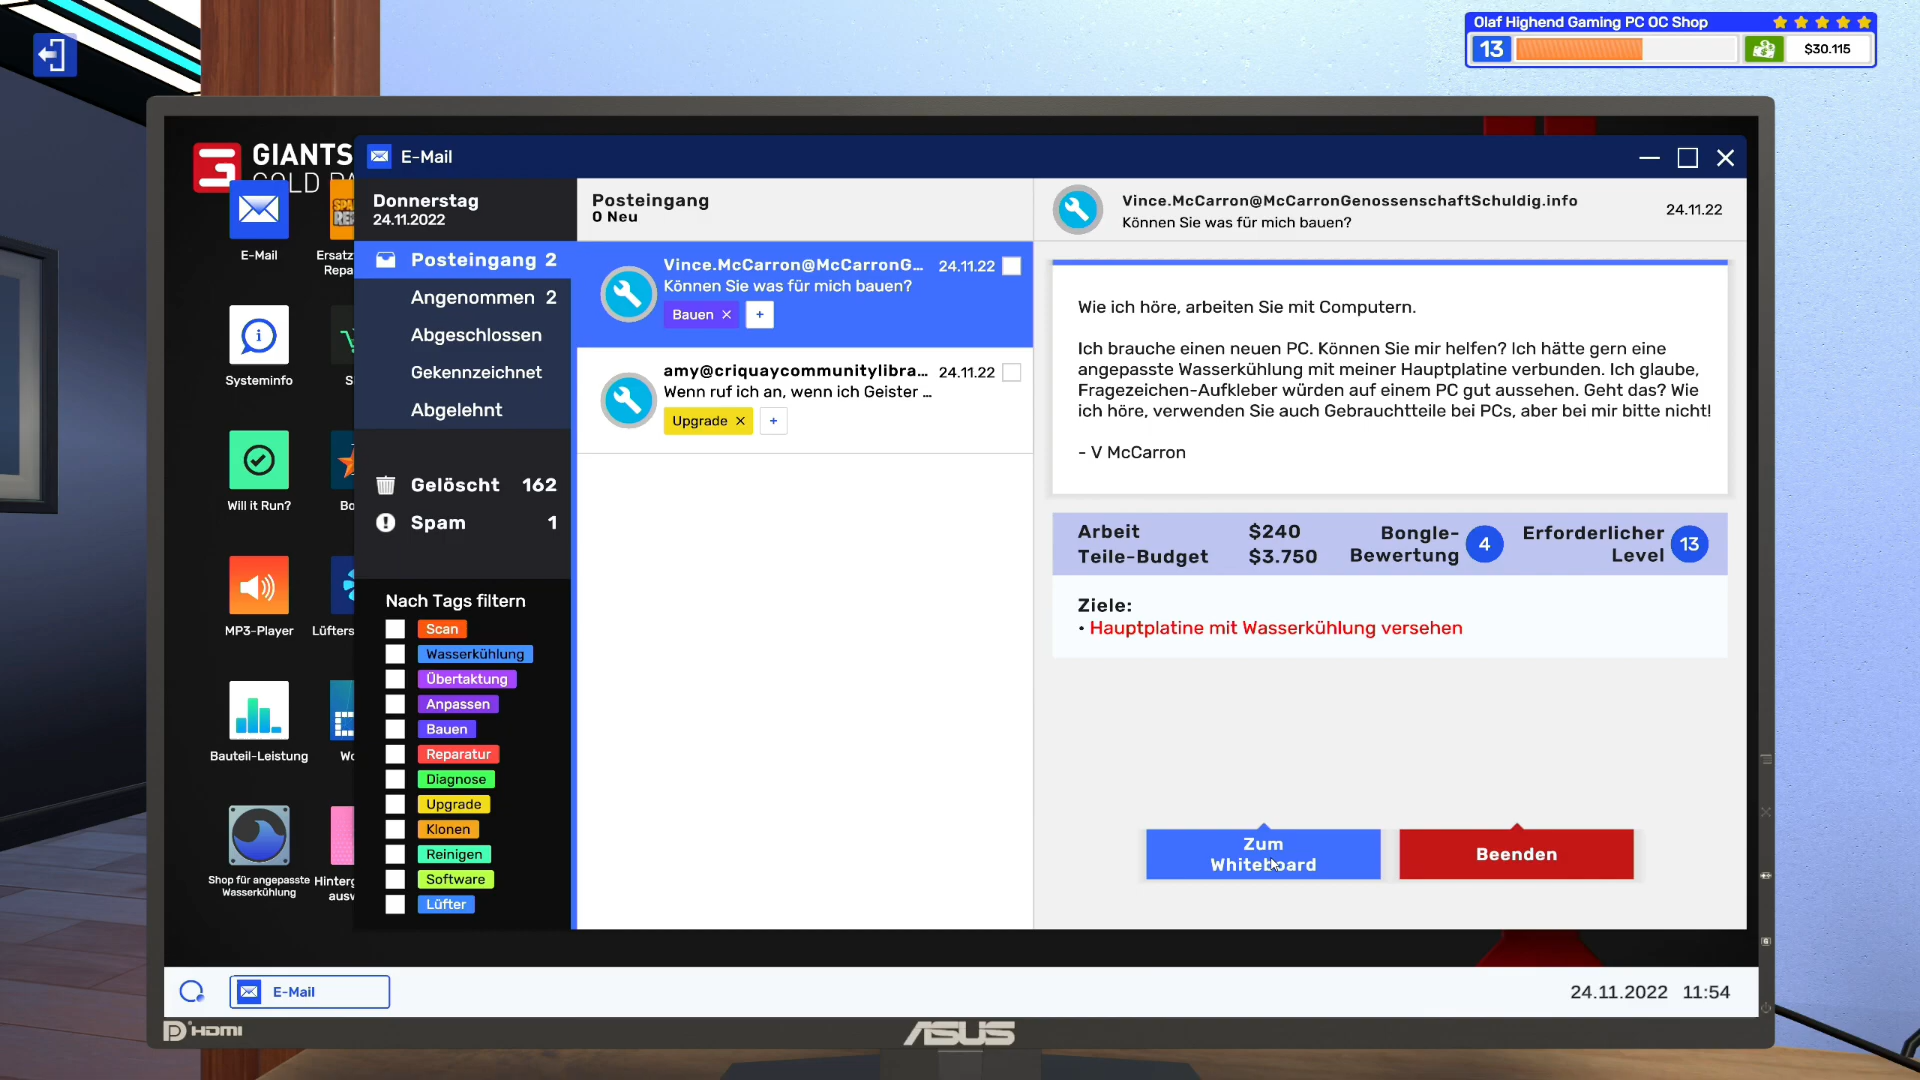 Olaf Highend Gaming PC OC Shop
13
$30.115
GIANTS
E-Mail
Donnerstag
24.11.2022
Posteingang
0 Neu
Vince.McCarron@McCarronGenossenschaftSchuldig.info
Können Sie was für mich bauen?
24.11.22
E-Mail
Ersatz
Repa
Systeminfo
S
Will it Run?
Bo
MP3-Player
Lüfters
Bauteil-Leistung
Wo
Shop für angepasste
Wasserkühlung
Hinterg
ausw
Posteingang 2
Angenommen 2
Abgeschlossen
Gekennzeichnet
Abgelehnt
Gelöscht 162
Spam 1
Nach Tags filtern
Scan
Wasserkühlung
Übertaktung
Anpassen
Bauen
Reparatur
Diagnose
Upgrade
Klonen
Reinigen
Software
Lüfter
Vince.McCarron@McCarronG... 24.11.22
Können Sie was für mich bauen?
Bauen × +
amy@criquaycommunitylibra... 24.11.22
Wenn ruf ich an, wenn ich Geister ...
Upgrade × +
Wie ich höre, arbeiten Sie mit Computern.
Ich brauche einen neuen PC. Können Sie mir helfen? Ich hätte gern eine
angepasste Wasserkühlung mit meiner Hauptplatine verbunden. Ich glaube,
Fragezeichen-Aufkleber würden auf einem PC gut aussehen. Geht das? Wie
ich höre, verwenden Sie auch Gebrauchtteile bei PCs, aber bei mir bitte nicht!
- V McCarron
Arbeit $240
Teile-Budget $3.750
Bongle-
Bewertung 4
Erforderlicher
Level 13
Ziele:
• Hauptplatine mit Wasserkühlung versehen
Zum
Whiteboard
Beenden
E-Mail
24.11.2022 11:54
HDMI
ASUS